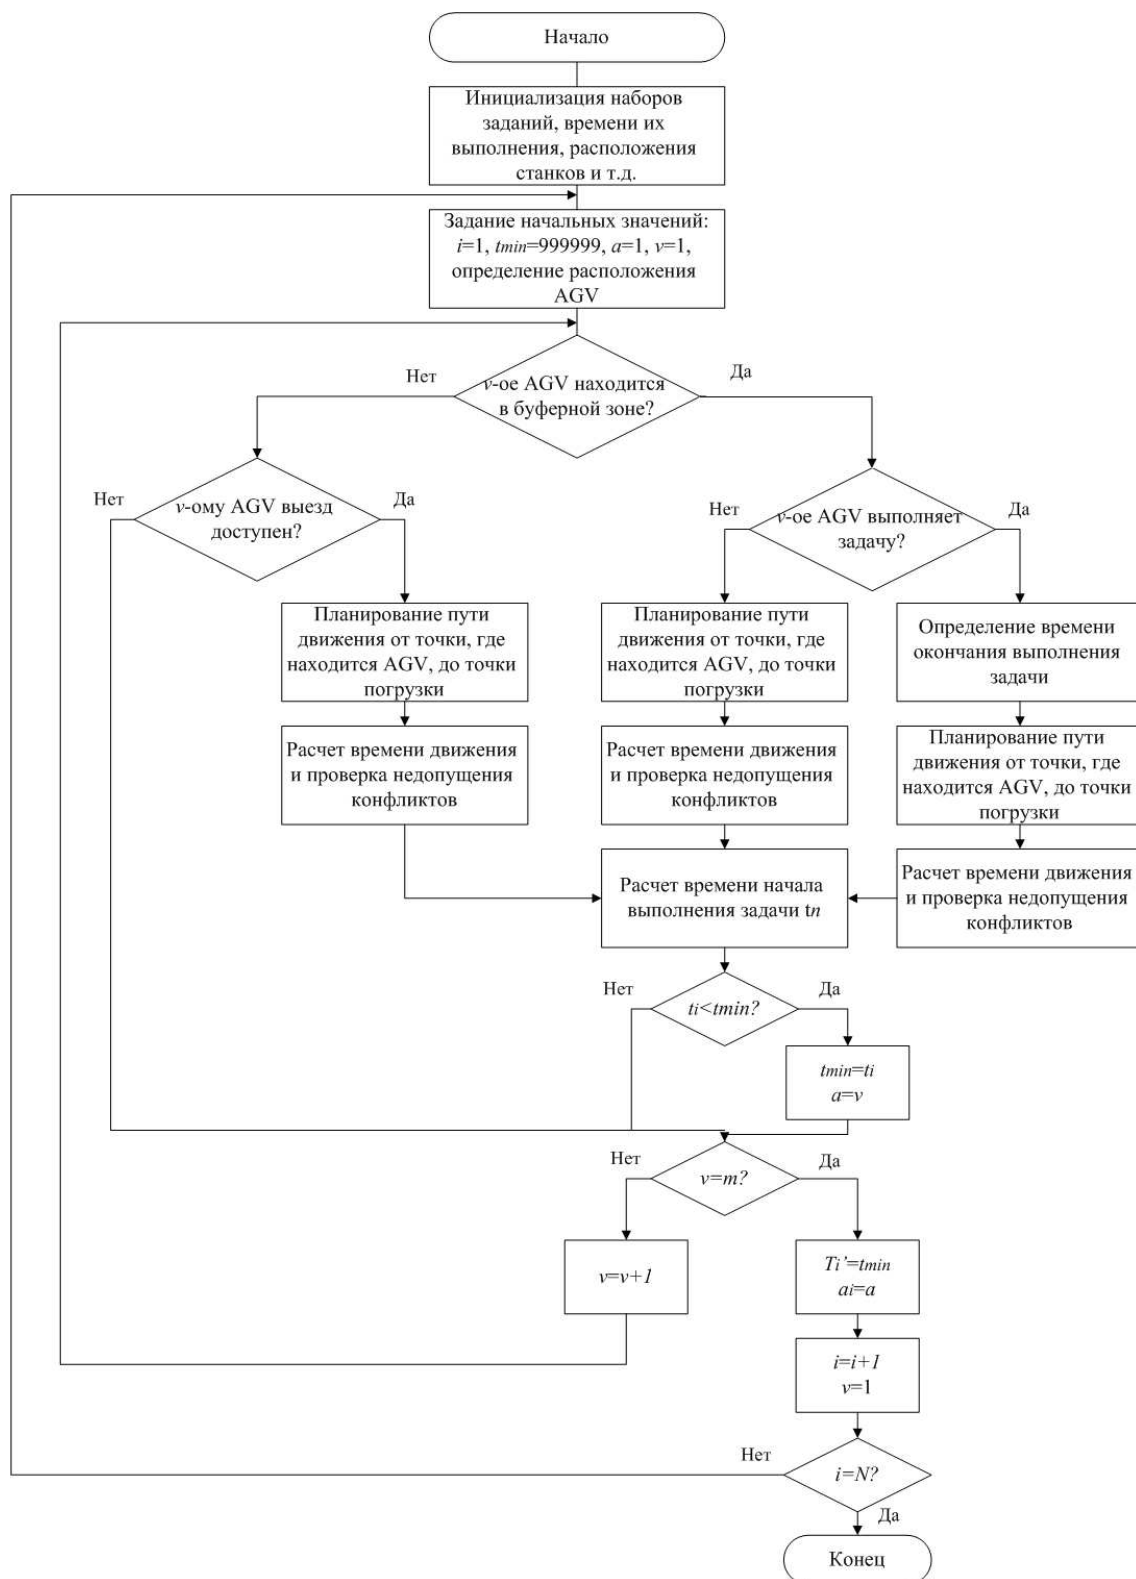 Начало
Инициализация наборов
заданий, времени их
выполнения, расположения
станков и т.д.
Задание начальных значений:
i=1, tmin=999999, a=1, v=1,
определение расположения
AGV
Нет
Да
v-ое AGV находится
в буферной зоне?
Нет
Да
v-ому AGV выезд
доступен?
Нет
Да
v-ое AGV выполняет
задачу?
Планирование пути
движения от точки, где
находится AGV, до точки
погрузки
Планирование пути
движения от точки, где
находится AGV, до точки
погрузки
Определение времени
окончания выполнения
задачи
Расчет времени движения
и проверка недопущения
конфликтов
Расчет времени движения
и проверка недопущения
конфликтов
Планирование пути
движения от точки, где
находится AGV, до точки
погрузки
Расчет времени начала
выполнения задачи tn
Расчет времени движения
и проверка недопущения
конфликтов
Нет
Да
ti<tmin?
tmin=ti
a=v
Нет
Да
v=m?
v=v+1
Ti’=tmin
ai=a
i=i+1
v=1
Нет
i=N?
Да
Конец